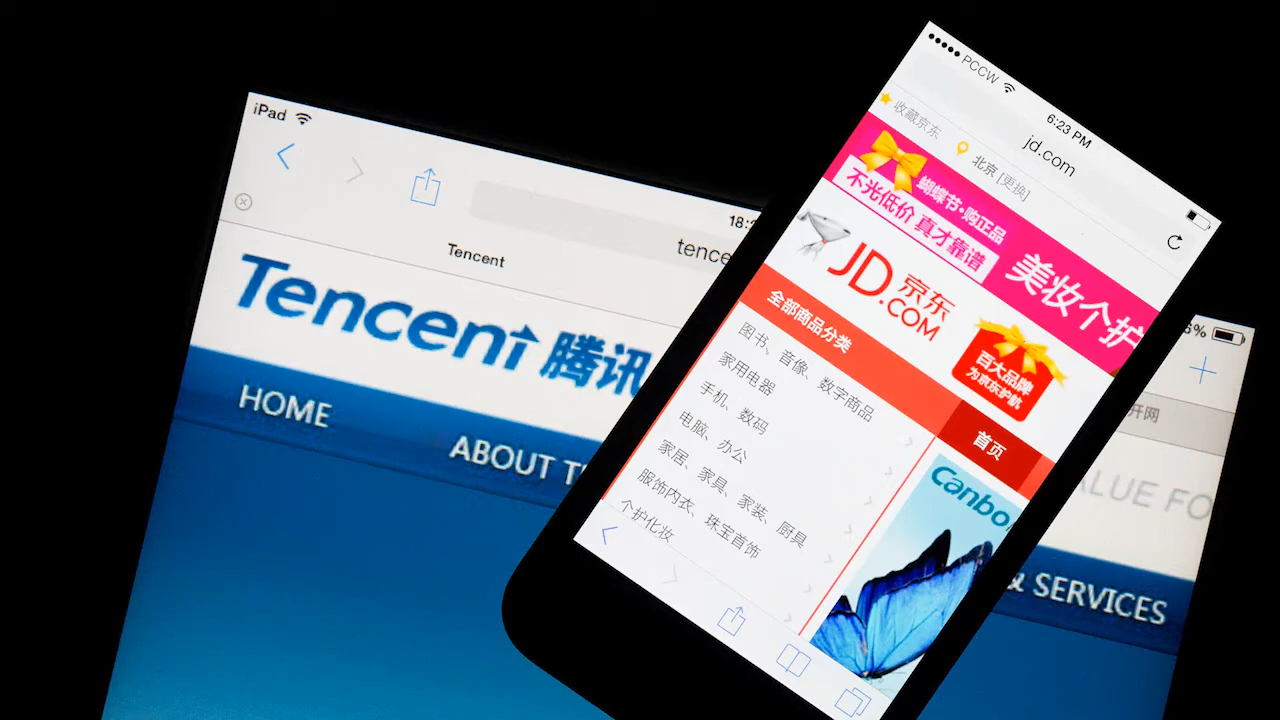 iPad
18:
tence
Tencent
Tencent 腾讯
HOME
ABOUT T
PCCW
6:23 PM
jd.com
收藏京东
北京 [更换]
蝴蝶节·购正品
不光低价 真才靠谱
美妆个护
JD.COM 京东
百大品牌
为京东护航
全部商品分类
首页
图书、音像、数字商品
家用电器
手机、数码
电脑、办公
家居、家具、家装、厨具
服饰内衣、珠宝首饰
个护化妆
Canbo
6%
开网
ALUE FO
& SERVICES